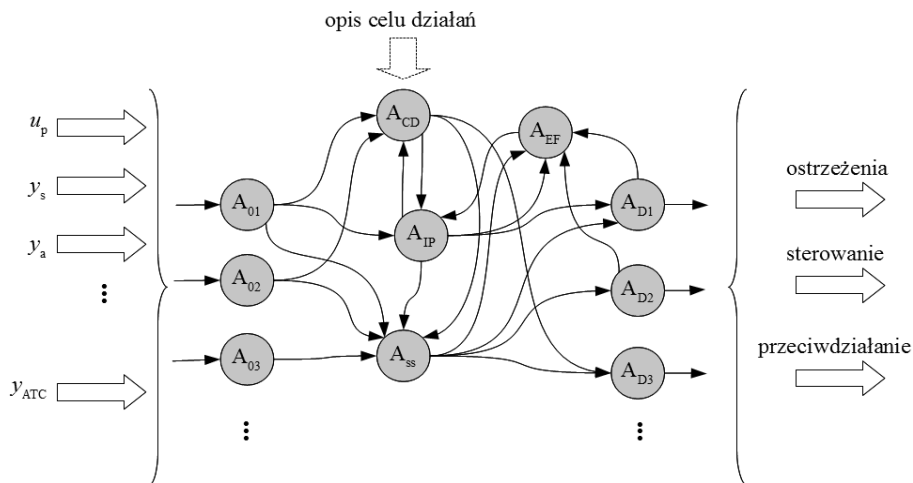 opis celu działań
u_p
y_s
y_a
y_ATC
A_CD
A_EF
A_01
A_IP
A_D1
A_02
A_D2
A_03
A_ss
A_D3
ostrzeżenia
sterowanie
przeciwdziałanie